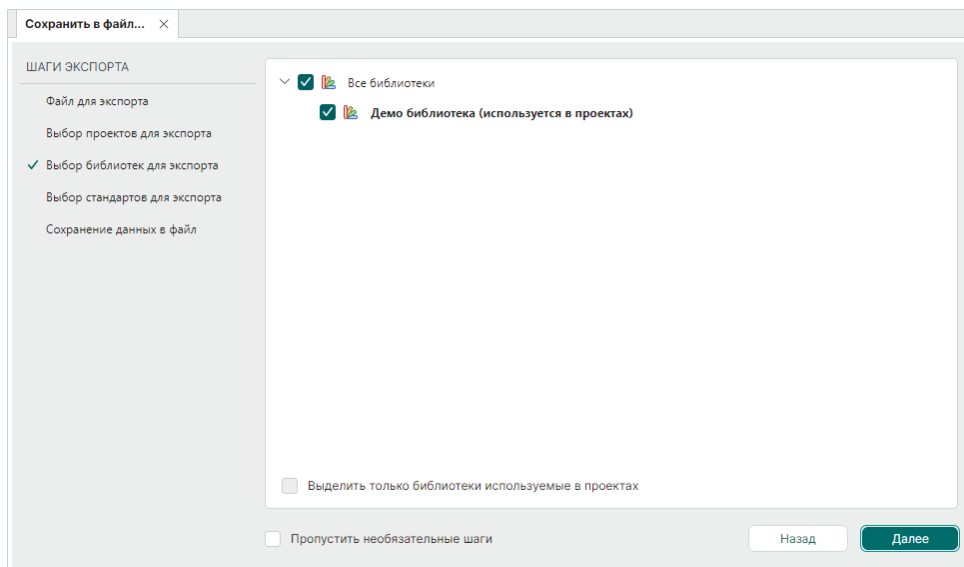 Сохранить в файл...
ШАГИ ЭКСПОРТА
Файл для экспорта
Выбор проектов для экспорта
Выбор библиотек для экспорта
Выбор стандартов для экспорта
Сохранение данных в файл
Все библиотеки
Демо библиотека (используется в проектах)
Выделить только библиотеки используемые в проектах
Пропустить необязательные шаги
Назад
Далее